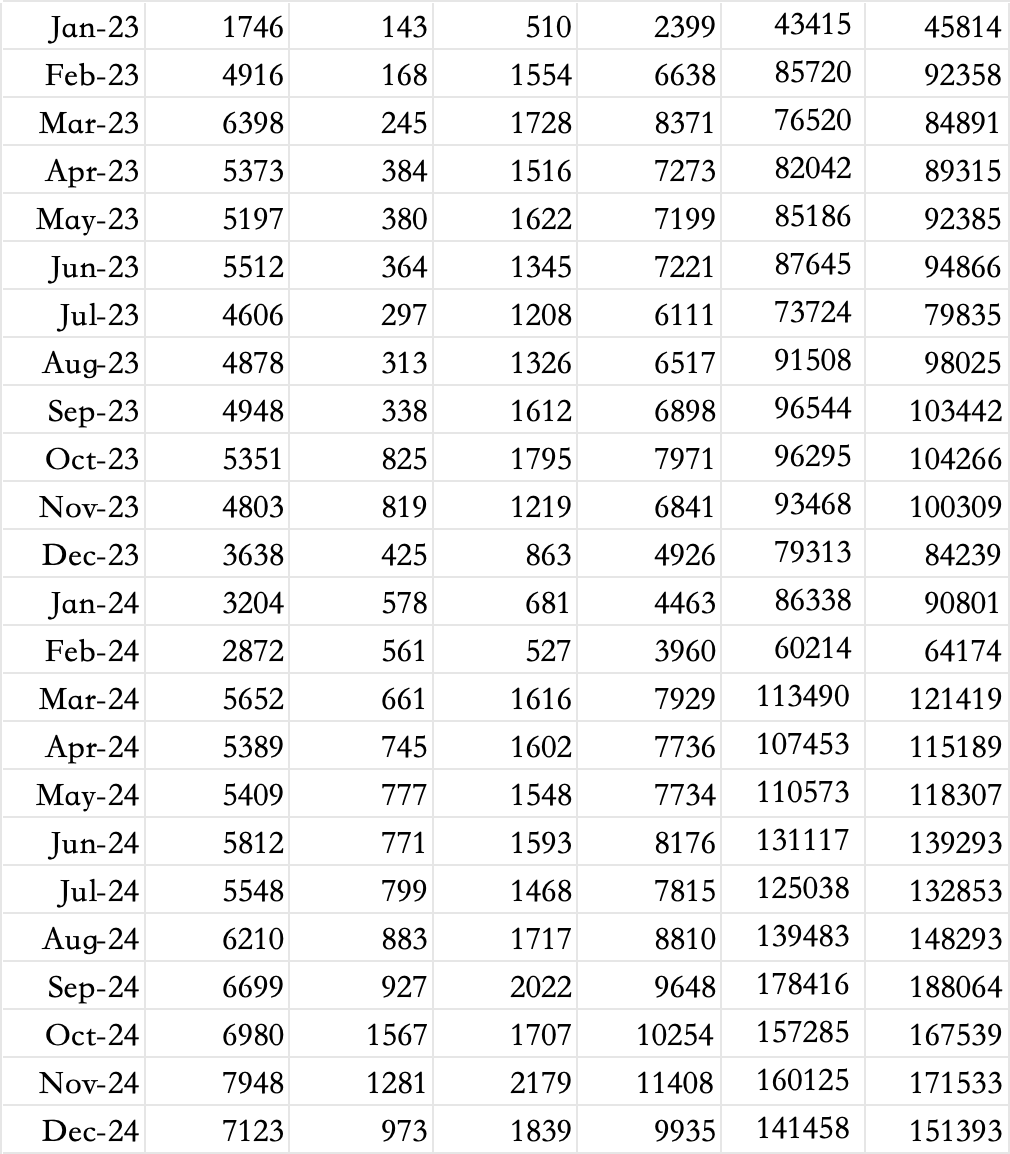 Jan-23 1746 143 510 2399 43415 45814
Feb-23 4916 168 1554 6638 85720 92358
Mar-23 6398 245 1728 8371 76520 84891
Apr-23 5373 384 1516 7273 82042 89315
May-23 5197 380 1622 7199 85186 92385
Jun-23 5512 364 1345 7221 87645 94866
Jul-23 4606 297 1208 6111 73724 79835
Aug-23 4878 313 1326 6517 91508 98025
Sep-23 4948 338 1612 6898 96544 103442
Oct-23 5351 825 1795 7971 96295 104266
Nov-23 4803 819 1219 6841 93468 100309
Dec-23 3638 425 863 4926 79313 84239
Jan-24 3204 578 681 4463 86338 90801
Feb-24 2872 561 527 3960 60214 64174
Mar-24 5652 661 1616 7929 113490 121419
Apr-24 5389 745 1602 7736 107453 115189
May-24 5409 777 1548 7734 110573 118307
Jun-24 5812 771 1593 8176 131117 139293
Jul-24 5548 799 1468 7815 125038 132853
Aug-24 6210 883 1717 8810 139483 148293
Sep-24 6699 927 2022 9648 178416 188064
Oct-24 6980 1567 1707 10254 157285 167539
Nov-24 7948 1281 2179 11408 160125 171533
Dec-24 7123 973 1839 9935 141458 151393